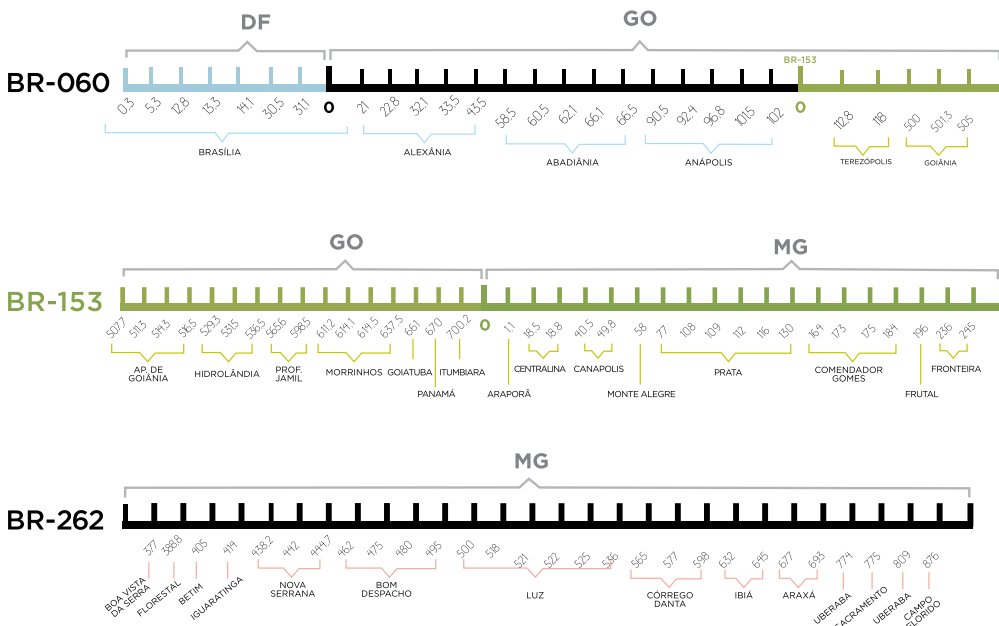 DF
GO
BR-060
BR-153
0.3 5,3 12,8 13,3 14,1 30,5 31,1 0 21 22,8 32,1 33,5 43,5 58,5 60,5 62,1 66,1 66,5 90,5 92,4 96,8 101,5 102 0 112,8 118 500 501,3 505
BRASÍLIA
ALEXÂNIA
ABADIÂNIA
ANÁPOLIS
TEREZÓPOLIS
GOIÂNIA
GO
MG
BR-153
507,7 511,3 514,3 516,5 529,3 531,5 536,5 565,6 598,5 611,2 614,1 614,5 637,5 661 670 700,2 0 1,1 18,5 18,8 40,5 49,8 58 77 108 109 112 116 130 164 173 175 184 196 236 245
AP. DE
GOIÂNIA
HIDROLÂNDIA
PROF.
JAMIL
MORRINHOS
GOIATUBA
PANAMÁ
ITUMBIARA
ARAPORÃ
CENTRALINA
CANAPOLIS
MONTE ALEGRE
PRATA
COMENDADOR
GOMES
FRUTAL
FRONTEIRA
MG
BR-262
377 388,8 405 414 438,2 442 444,7 462 475 480 495 500 518 521 522 525 536 565 577 598 632 645 677 693 774 775 809 876
BOA VISTA
DA SERRA
FLORESTAL
BETIM
IGUARATINGA
NOVA
SERRANA
BOM
DESPACHO
LUZ
CÓRREGO
DANTA
IBIÁ
ARAXÁ
UBERABA
SACRAMENTO
UBERABA
CAMPO
FLÓRIDO